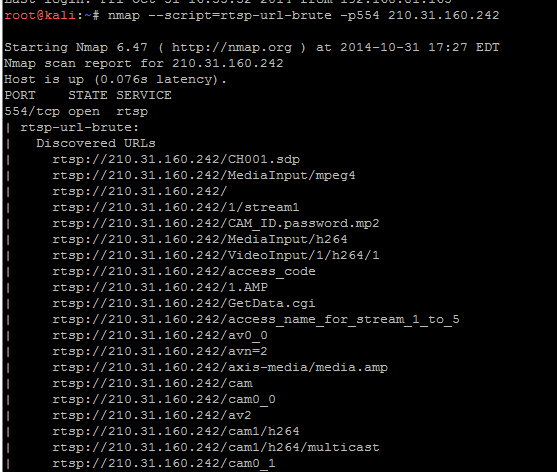 root@kali:~# nmap --script=rtsp-url-brute -p554 210.31.160.242
Starting Nmap 6.47 ( http://nmap.org ) at 2014-10-31 17:27 EDT
Nmap scan report for 210.31.160.242
Host is up (0.076s latency).
PORT    STATE SERVICE
554/tcp open  rtsp
| rtsp-url-brute:
|   Discovered URLs
|     rtsp://210.31.160.242/CH001.sdp
|     rtsp://210.31.160.242/MediaInput/mpeg4
|     rtsp://210.31.160.242/
|     rtsp://210.31.160.242/1/stream1
|     rtsp://210.31.160.242/CAM_ID.password.mp2
|     rtsp://210.31.160.242/MediaInput/h264
|     rtsp://210.31.160.242/VideoInput/1/h264/1
|     rtsp://210.31.160.242/access_code
|     rtsp://210.31.160.242/1.AMP
|     rtsp://210.31.160.242/GetData.cgi
|     rtsp://210.31.160.242/access_name_for_stream_1_to_5
|     rtsp://210.31.160.242/av0_0
|     rtsp://210.31.160.242/avn=2
|     rtsp://210.31.160.242/axis-media/media.amp
|     rtsp://210.31.160.242/cam
|     rtsp://210.31.160.242/cam0_0
|     rtsp://210.31.160.242/av2
|     rtsp://210.31.160.242/cam1/h264
|     rtsp://210.31.160.242/cam1/h264/multicast
|     rtsp://210.31.160.242/cam0_1